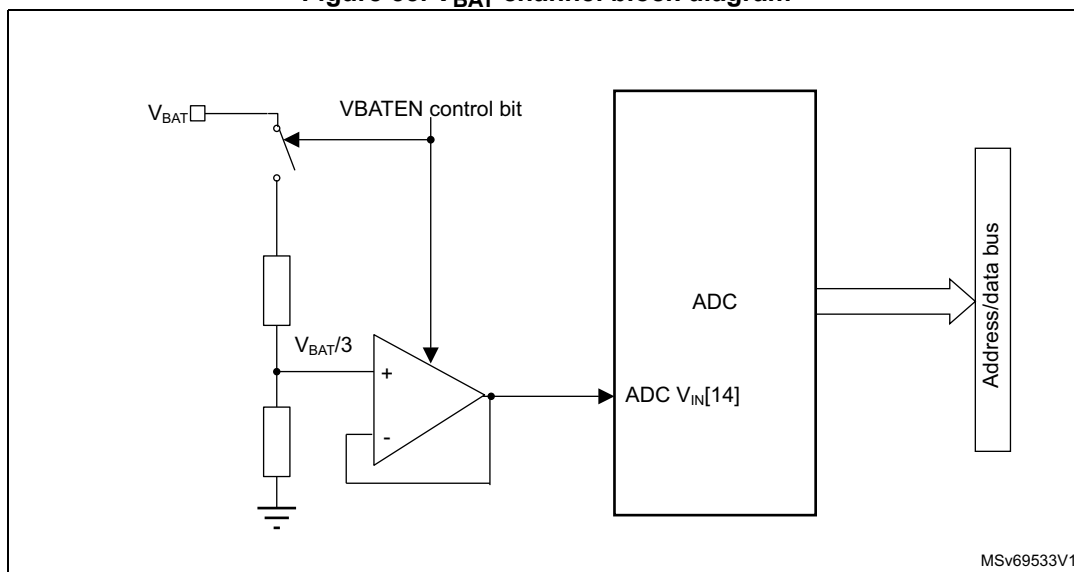 VBAT
VBATEN control bit
VBAT/3
+
-
ADC
ADC VIN[14]
Address/data bus
MSv69533V1